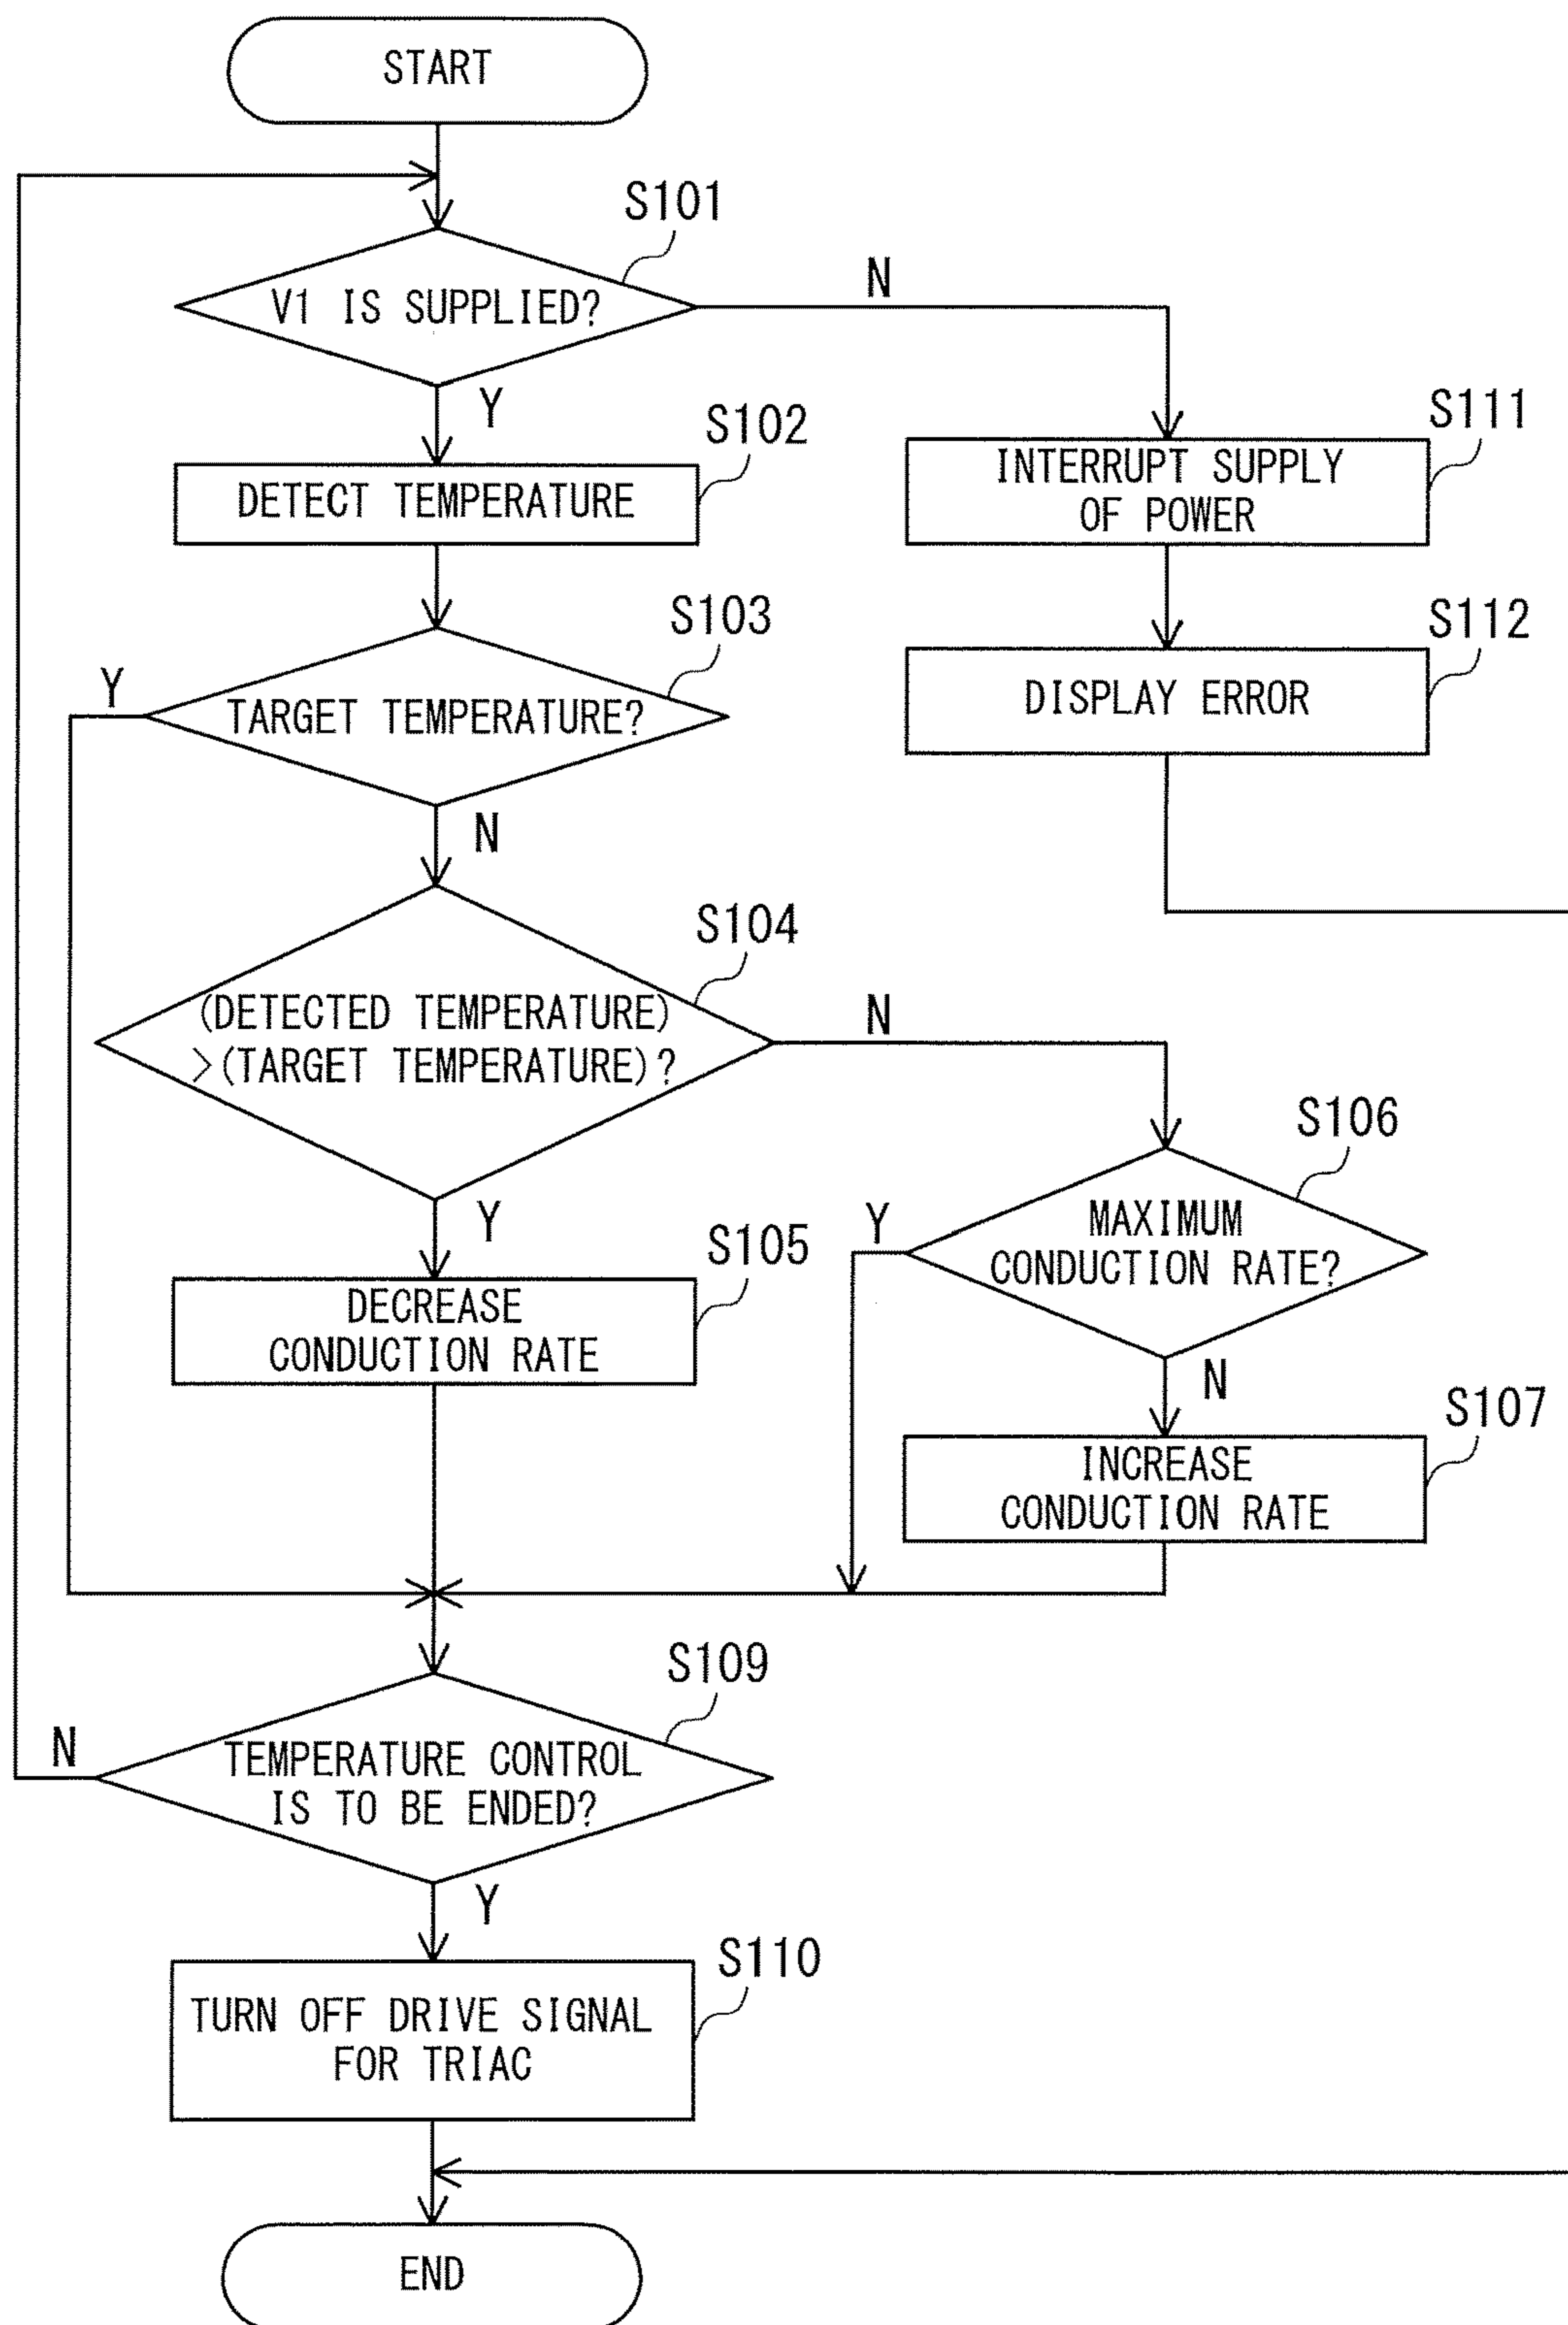 START
S101
V1 IS SUPPLIED?
N
Y
S102
DETECT TEMPERATURE
S111
INTERRUPT SUPPLY
OF POWER
S103
Y
TARGET TEMPERATURE?
N
S112
DISPLAY ERROR
S104
(DETECTED TEMPERATURE)
>(TARGET TEMPERATURE)?
N
Y
S106
MAXIMUM
CONDUCTION RATE?
Y
N
S105
DECREASE
CONDUCTION RATE
S107
INCREASE
CONDUCTION RATE
S109
N
TEMPERATURE CONTROL
IS TO BE ENDED?
Y
S110
TURN OFF DRIVE SIGNAL
FOR TRIAC
END